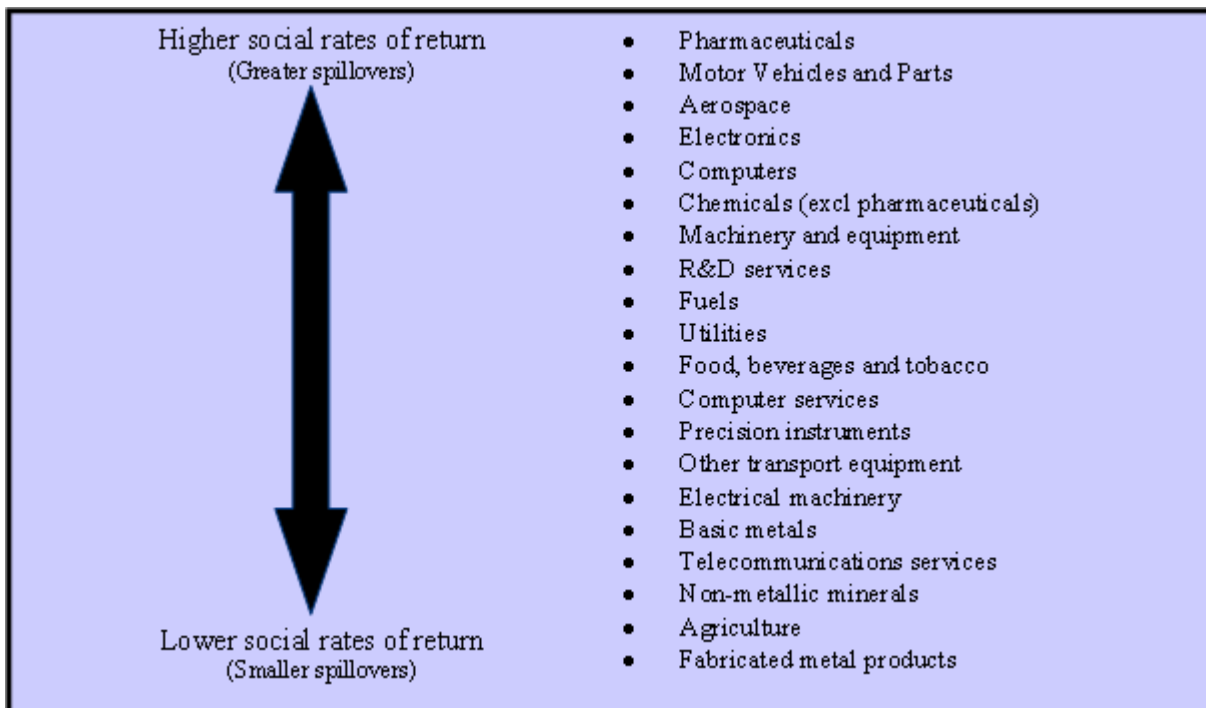 Higher social rates of return
(Greater spillovers)
Lower social rates of return
(Smaller spillovers)
• Pharmaceuticals
• Motor Vehicles and Parts
• Aerospace
• Electronics
• Computers
• Chemicals (excl pharmaceuticals)
• Machinery and equipment
• R&D services
• Fuels
• Utilities
• Food, beverages and tobacco
• Computer services
• Precision instruments
• Other transport equipment
• Electrical machinery
• Basic metals
• Telecommunications services
• Non-metallic minerals
• Agriculture
• Fabricated metal products